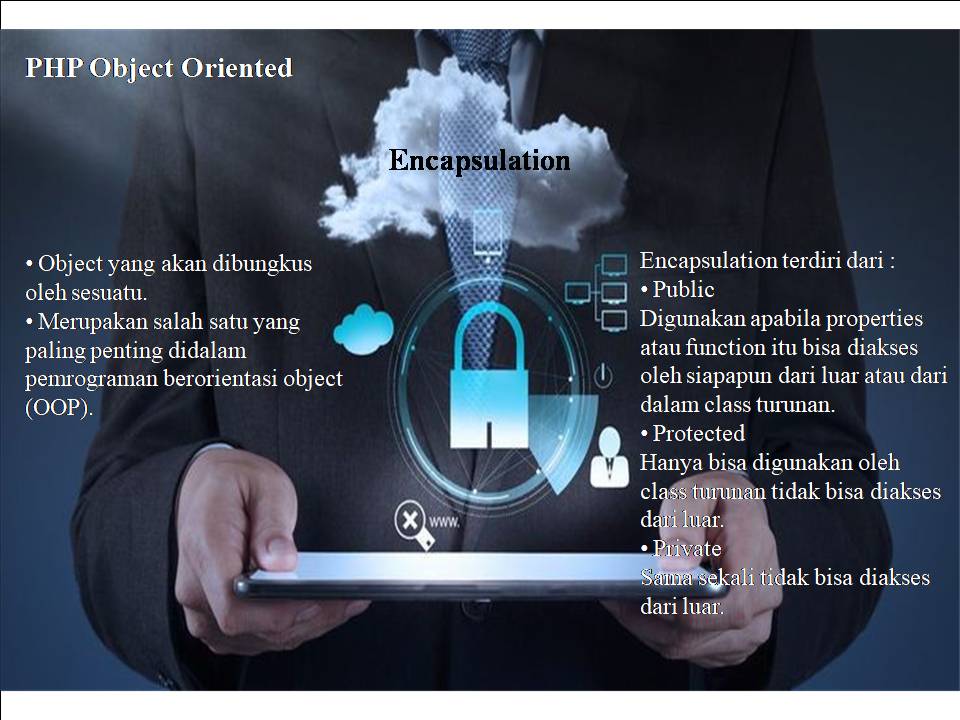 PHP Object Oriented
Encapsulation
• Object yang akan dibungkus
oleh sesuatu.
• Merupakan salah satu yang
paling penting didalam
pemrograman berorientasi object
(OOP).
Encapsulation terdiri dari :
• Public
Digunakan apabila properties
atau function itu bisa diakses
oleh siapapun dari luar atau dari
dalam class turunan.
• Protected
Hanya bisa digunakan oleh
class turunan tidak bisa diakses
dari luar.
• Private
Sama sekali tidak bisa diakses
dari luar.
www.